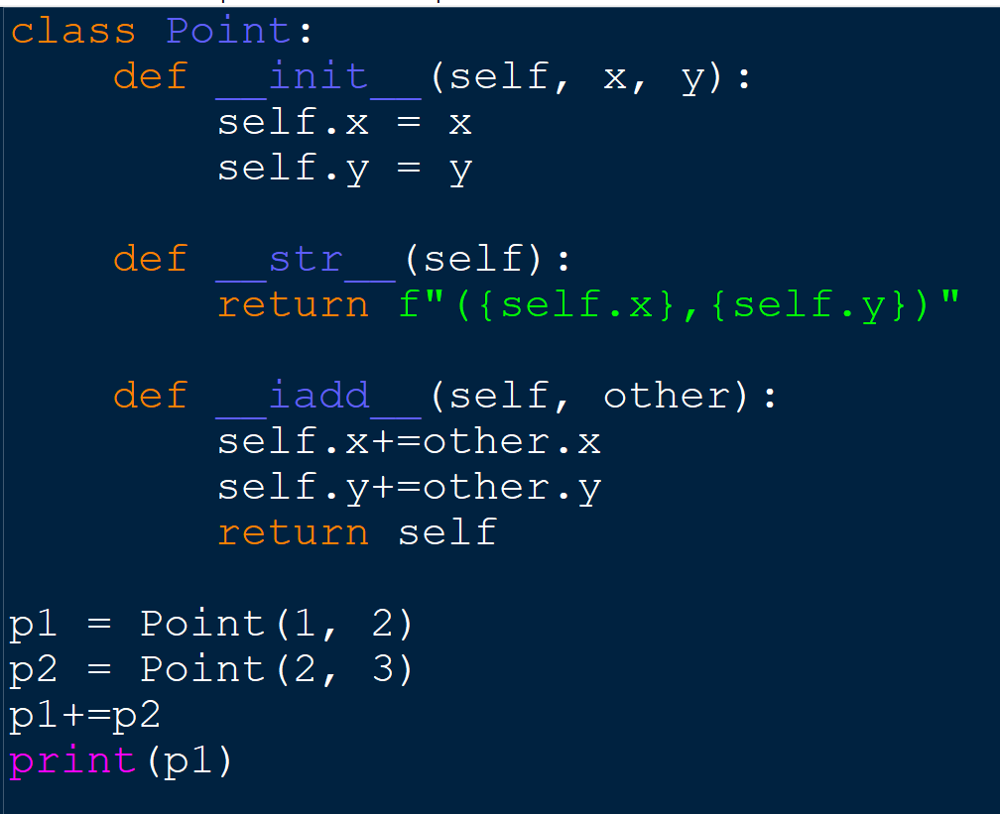 class Point:
    def __init__(self, x, y):
        self.x = x
        self.y = y

    def __str__(self):
        return f"({self.x},{self.y})"

    def __iadd__(self, other):
        self.x+=other.x
        self.y+=other.y
        return self

p1 = Point(1, 2)
p2 = Point(2, 3)
p1+=p2
print(p1)